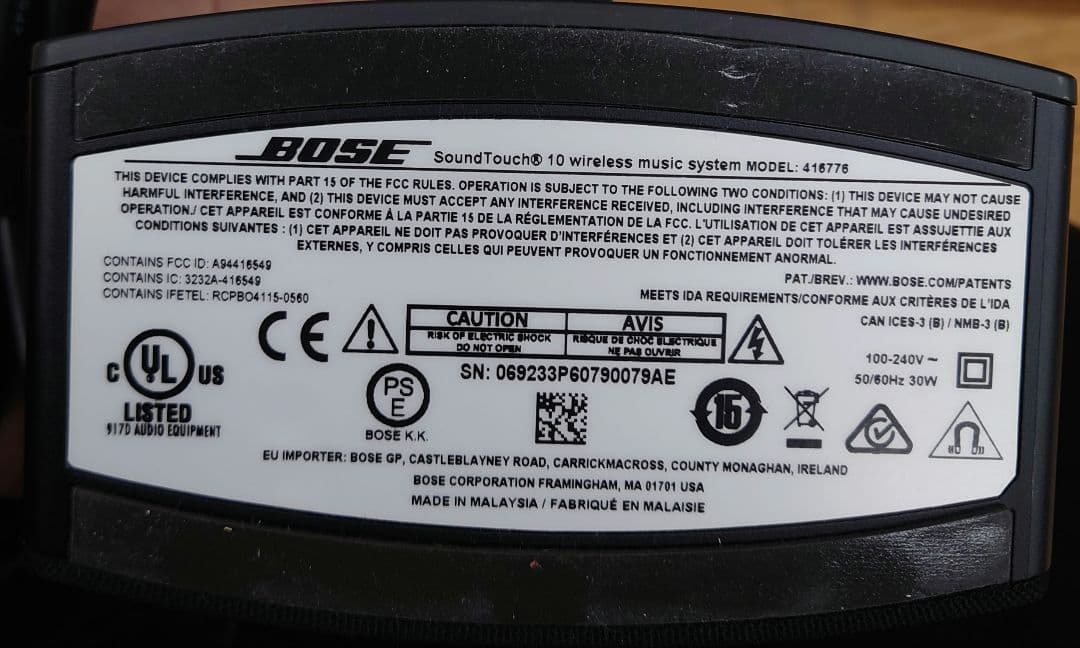 BOSE SoundTouch® 10 wireless music system MODEL: 416776
THIS DEVICE COMPLIES WITH PART 15 OF THE FCC RULES. OPERATION IS SUBJECT TO THE FOLLOWING TWO CONDITIONS: (1) THIS DEVICE MAY NOT CAUSE
HARMFUL INTERFERENCE, AND (2) THIS DEVICE MUST ACCEPT ANY INTERFERENCE RECEIVED, INCLUDING INTERFERENCE THAT MAY CAUSE UNDESIRED
OPERATION./ CET APPAREIL EST CONFORME À LA PARTIE 15 DE LA RÉGLEMENTATION DE LA FCC. L'UTILISATION DE CET APPAREIL EST ASSUJETTIE AUX
CONDITIONS SUIVANTES : (1) CET APPAREIL NE DOIT PAS PROVOQUER D'INTERFÉRENCES ET (2) CET APPAREIL DOIT TOLÉRER LES INTERFÉRENCES
EXTERNES, Y COMPRIS CELLES QUI PEUVENT PROVOQUER UN FONCTIONNEMENT ANORMAL.
CONTAINS FCC ID: A94416549
CONTAINS IC: 3232A-416549
CONTAINS IFETEL: RCPBO4115-0560
PAT./BREV.: WWW.BOSE.COM/PATENTS
MEETS IDA REQUIREMENTS/CONFORME AUX CRITÈRES DE L'IDA
CAN ICES-3 (B) / NMB-3 (B)
CE
CAUTION
RISK OF ELECTRIC SHOCK
DO NOT OPEN
AVIS
RISQUE DE CHOC ELECTRIQUE
NE PAS OUVRIR
100-240V ~
50/60Hz 30W
C UL US
LISTED
917D AUDIO EQUIPMENT
SN: 069233P60790079AE
PS
E
BOSE K.K.
15
EU IMPORTER: BOSE GP, CASTLEBLAYNEY ROAD, CARRICKMACROSS, COUNTY MONAGHAN, IRELAND
BOSE CORPORATION FRAMINGHAM, MA 01701 USA
MADE IN MALAYSIA / FABRIQUÉ EN MALAISIE